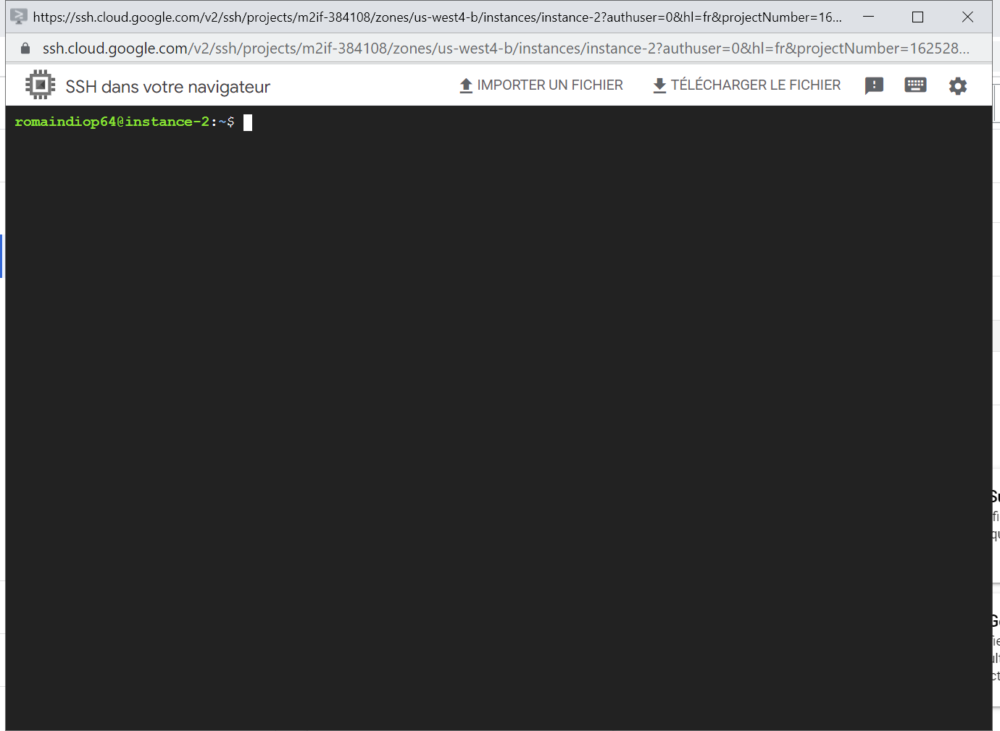 https://ssh.cloud.google.com/v2/ssh/projects/m2if-384108/zones/us-west4-b/instances/instance-2?authuser=0&hl=fr&projectNumber=16...
ssh.cloud.google.com/v2/ssh/projects/m2if-384108/zones/us-west4-b/instances/instance-2?authuser=0&hl=fr&projectNumber=162528...
SSH dans votre navigateur
IMPORTER UN FICHIER
TÉLÉCHARGER LE FICHIER
romaindiop64@instance-2:~$